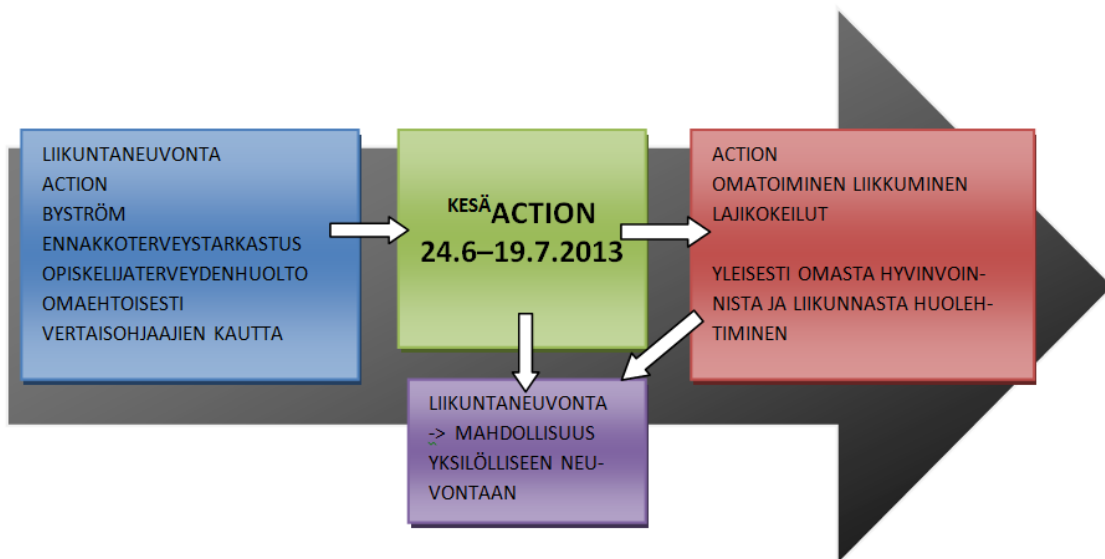 LIIKUNTANEUVONTA
ACTION
BYSTRÖM
ENNAKKOTERVEYSTARKASTUS
OPISKELIJATERVEYDENHUOLTO
OMAEHTOISESTI
VERTAISOHJAAJIEN KAUTTA
KESÄACTION
24.6–19.7.2013
ACTION
OMATOIMINEN LIIKKUMINEN
LAJIKOKEILUT
YLEISESTI OMASTA HYVINVOIN-
NISTA JA LIIKUNNASTA HUOLEH-
TIMINEN
LIIKUNTANEUVONTA
-> MAHDOLLISUUS
YKSILÖLLISEEN NEU-
VONTAAN